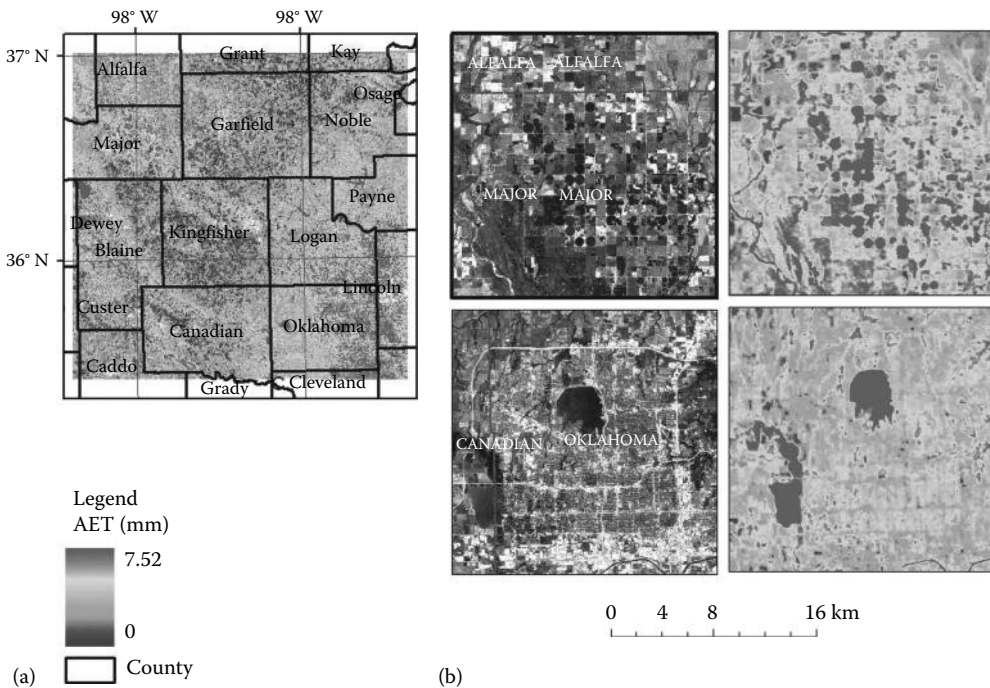 98° W 98° W
37° N
36° N
Grant
Kay
Alfalfa
Osage
Garfield
Noble
Major
Payne
Dewey
Kingfisher
Logan
Blaine
Lincoln
Custer
Canadian
Oklahoma
Caddo
Grady
Cleveland
Legend
AET (mm)
7.52
0
County
(a)
ALFALFA ALFALFA
MAJOR MAJOR
CANADIAN OKLAHOMA
0 4 8 16 km
(b)